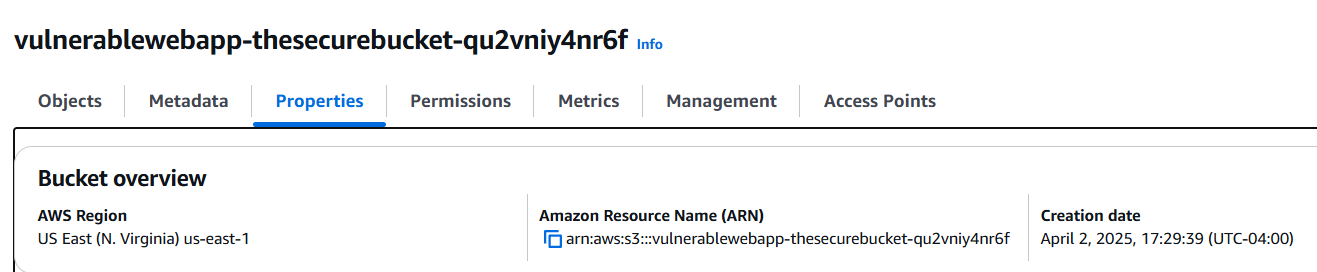 vulnerablewebapp-thesecurebucket-qu2vniy4nr6f Info
Objects Metadata Properties Permissions Metrics Management Access Points
Bucket overview
AWS Region
US East (N. Virginia) us-east-1
Amazon Resource Name (ARN)
arn:aws:s3:::vulnerablewebapp-thesecurebucket-qu2vniy4nr6f
Creation date
April 2, 2025, 17:29:39 (UTC-04:00)